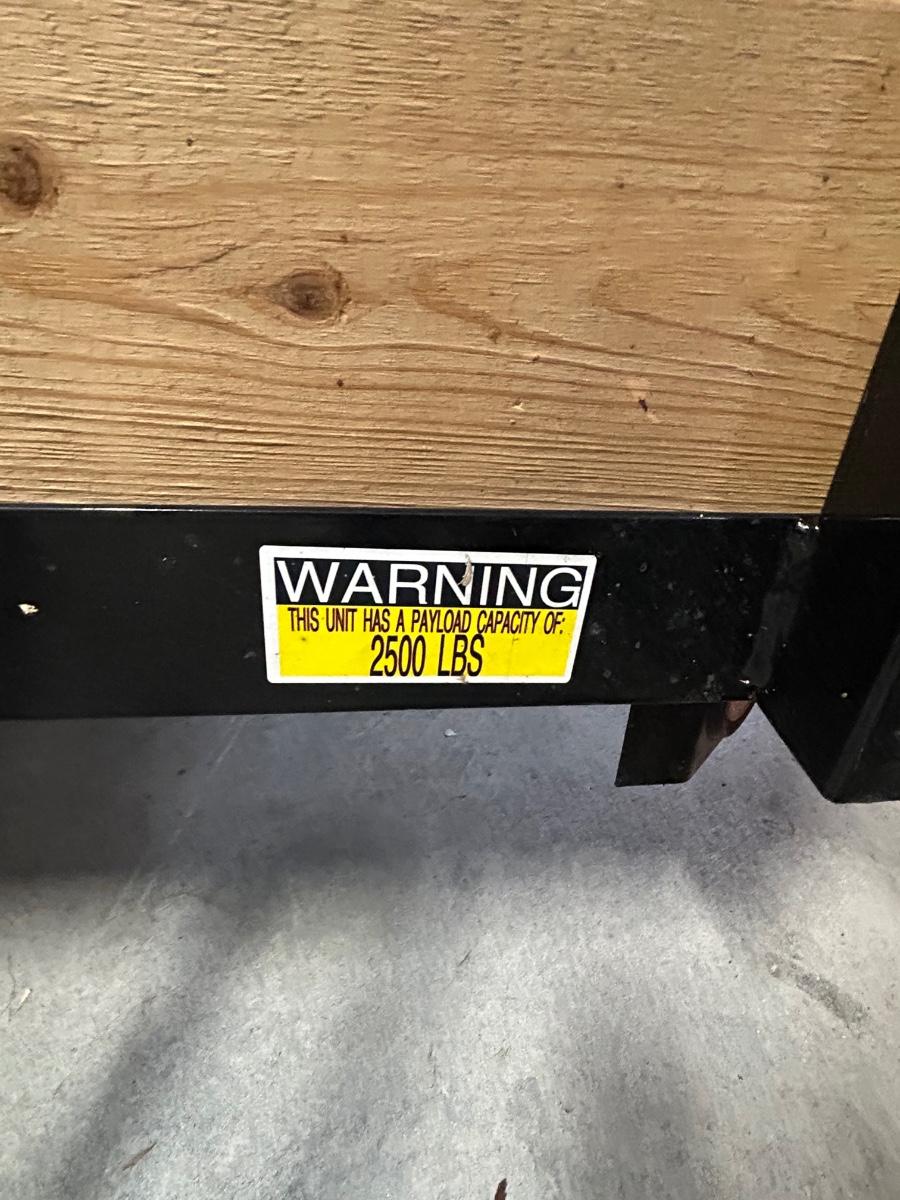 WARNING
THIS UNIT HAS A PAYLOAD CAPACITY OF:
2500 LBS